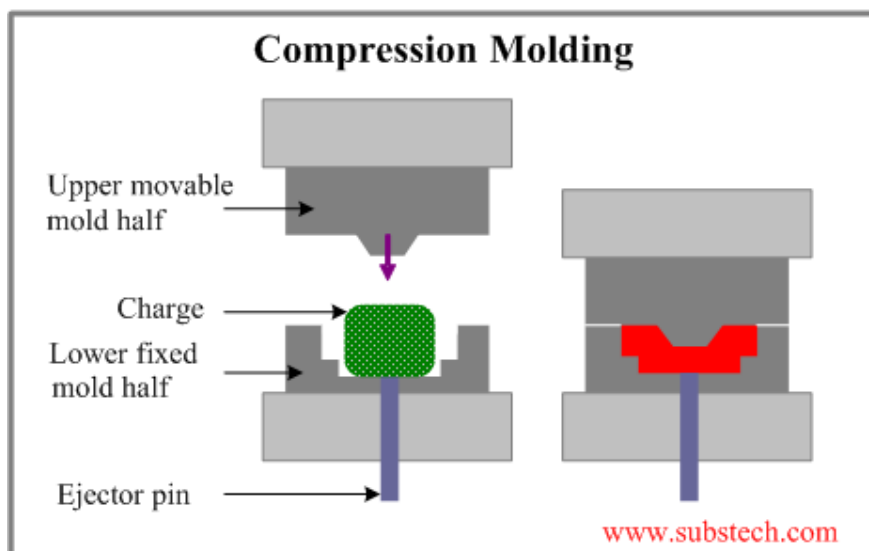 Compression Molding
Upper movable
mold half
Charge
Lower fixed
mold half
Ejector pin
www.substech.com